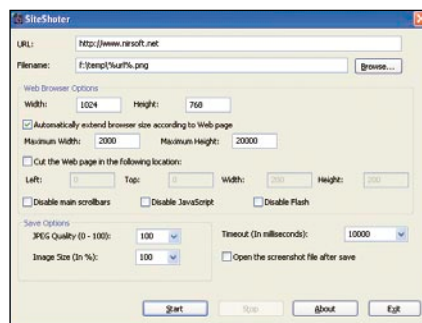 SiteShoter
URL: http://www.nirsoft.net
Filename: f:\temp\%url%.png Browse...
Web Browser Options
Width: 1024 Height: 768
Automatically extend browser size according to Web page
Maximum Width: 2000 Maximum Height: 20000
Cut the Web page in the following location:
Left: 0 Top: 0 Width: 200 Height: 200
Disable main scrollbars Disable JavaScript Disable Flash
Save Options
JPEG Quality (0 - 100): 100 Timeout (In milliseconds): 10000
Image Size (In %): 100 Open the screenshot file after save
Start Stop About Exit